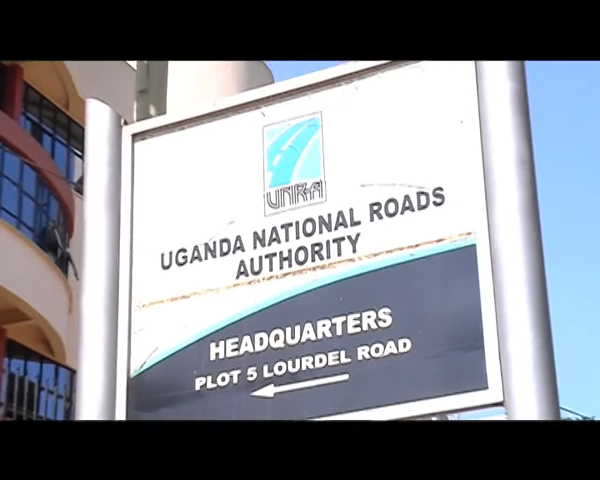 UNRA
UGANDA NATIONAL ROADS
AUTHORITY
HEADQUARTERS
PLOT 5 LOURDEL ROAD